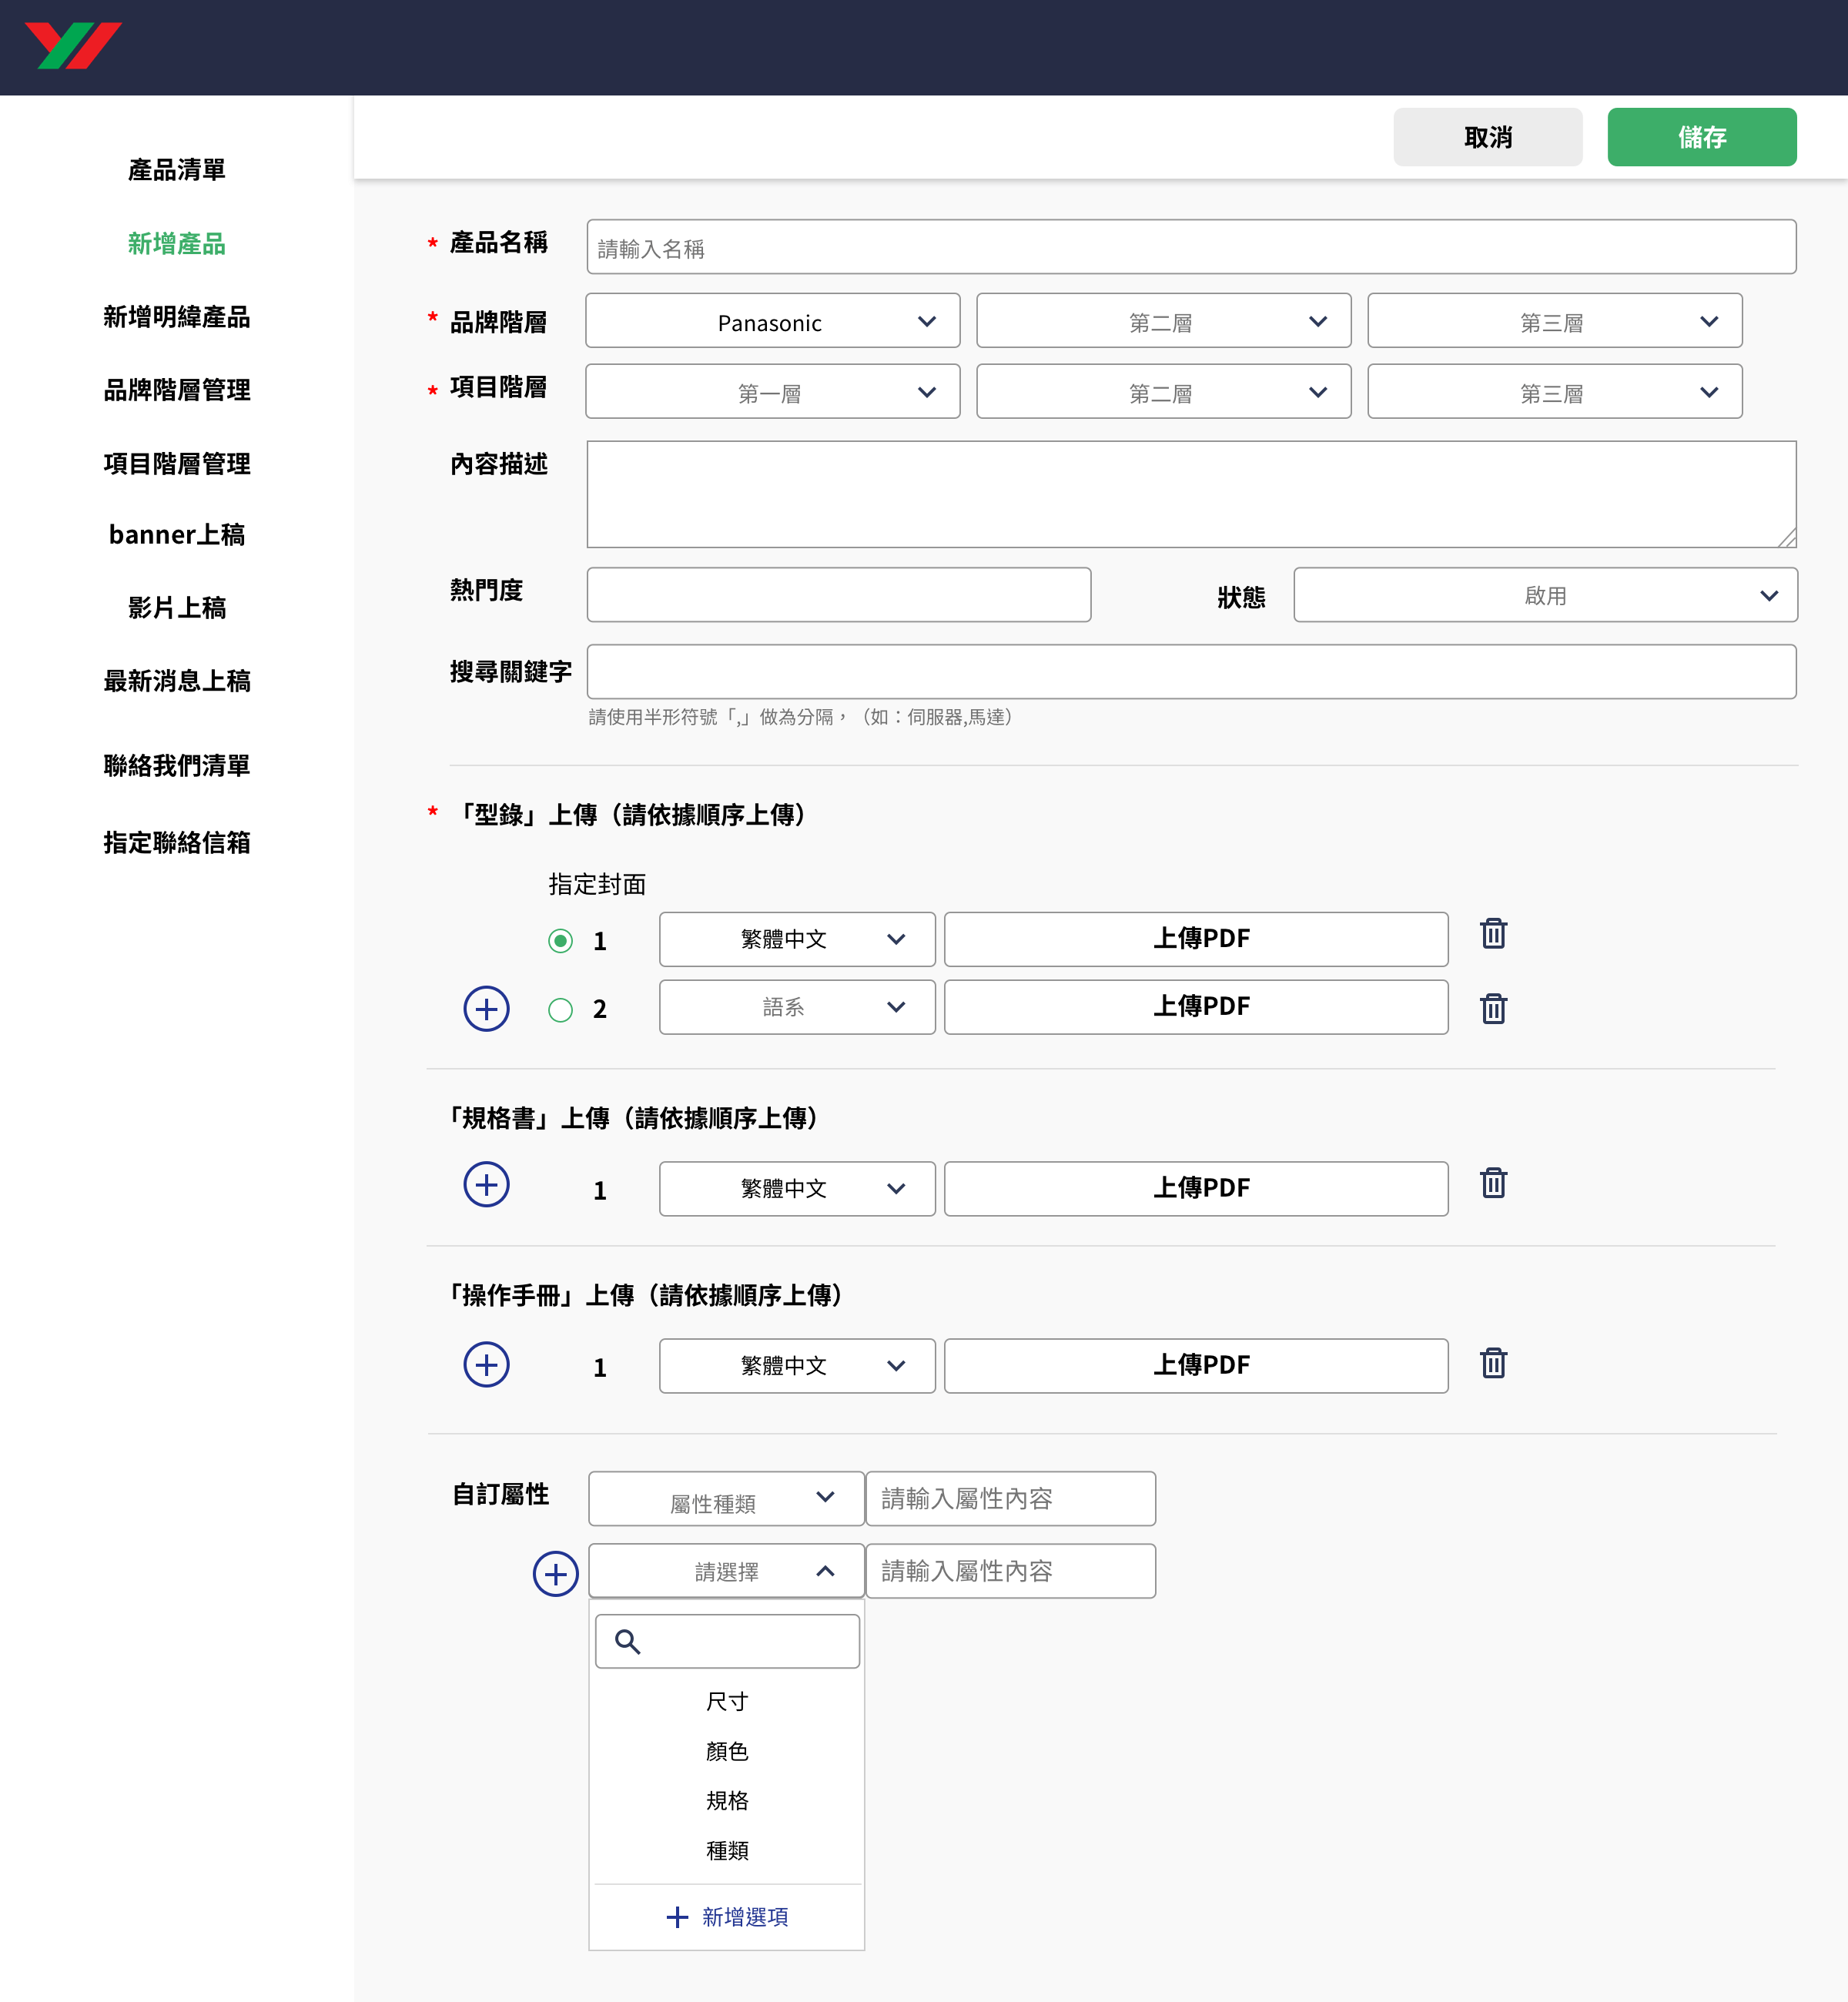 取消
儲存
產品清單
新增產品
新增明緯產品
品牌階層管理
項目階層管理
banner上稿
影片上稿
最新消息上稿
聯絡我們清單
指定聯絡信箱
* 產品名稱 請輸入名稱
* 品牌階層 Panasonic 第二層 第三層
* 項目階層 第一層 第二層 第三層
內容描述
熱門度 狀態 啟用
搜尋關鍵字
請使用半形符號「,」做為分隔，（如：伺服器,馬達）
* 「型錄」上傳（請依據順序上傳）
指定封面
1 繁體中文 上傳PDF
2 語系 上傳PDF
「規格書」上傳（請依據順序上傳）
1 繁體中文 上傳PDF
「操作手冊」上傳（請依據順序上傳）
1 繁體中文 上傳PDF
自訂屬性 屬性種類 請輸入屬性內容
請選擇 請輸入屬性內容
尺寸
顏色
規格
種類
新增選項